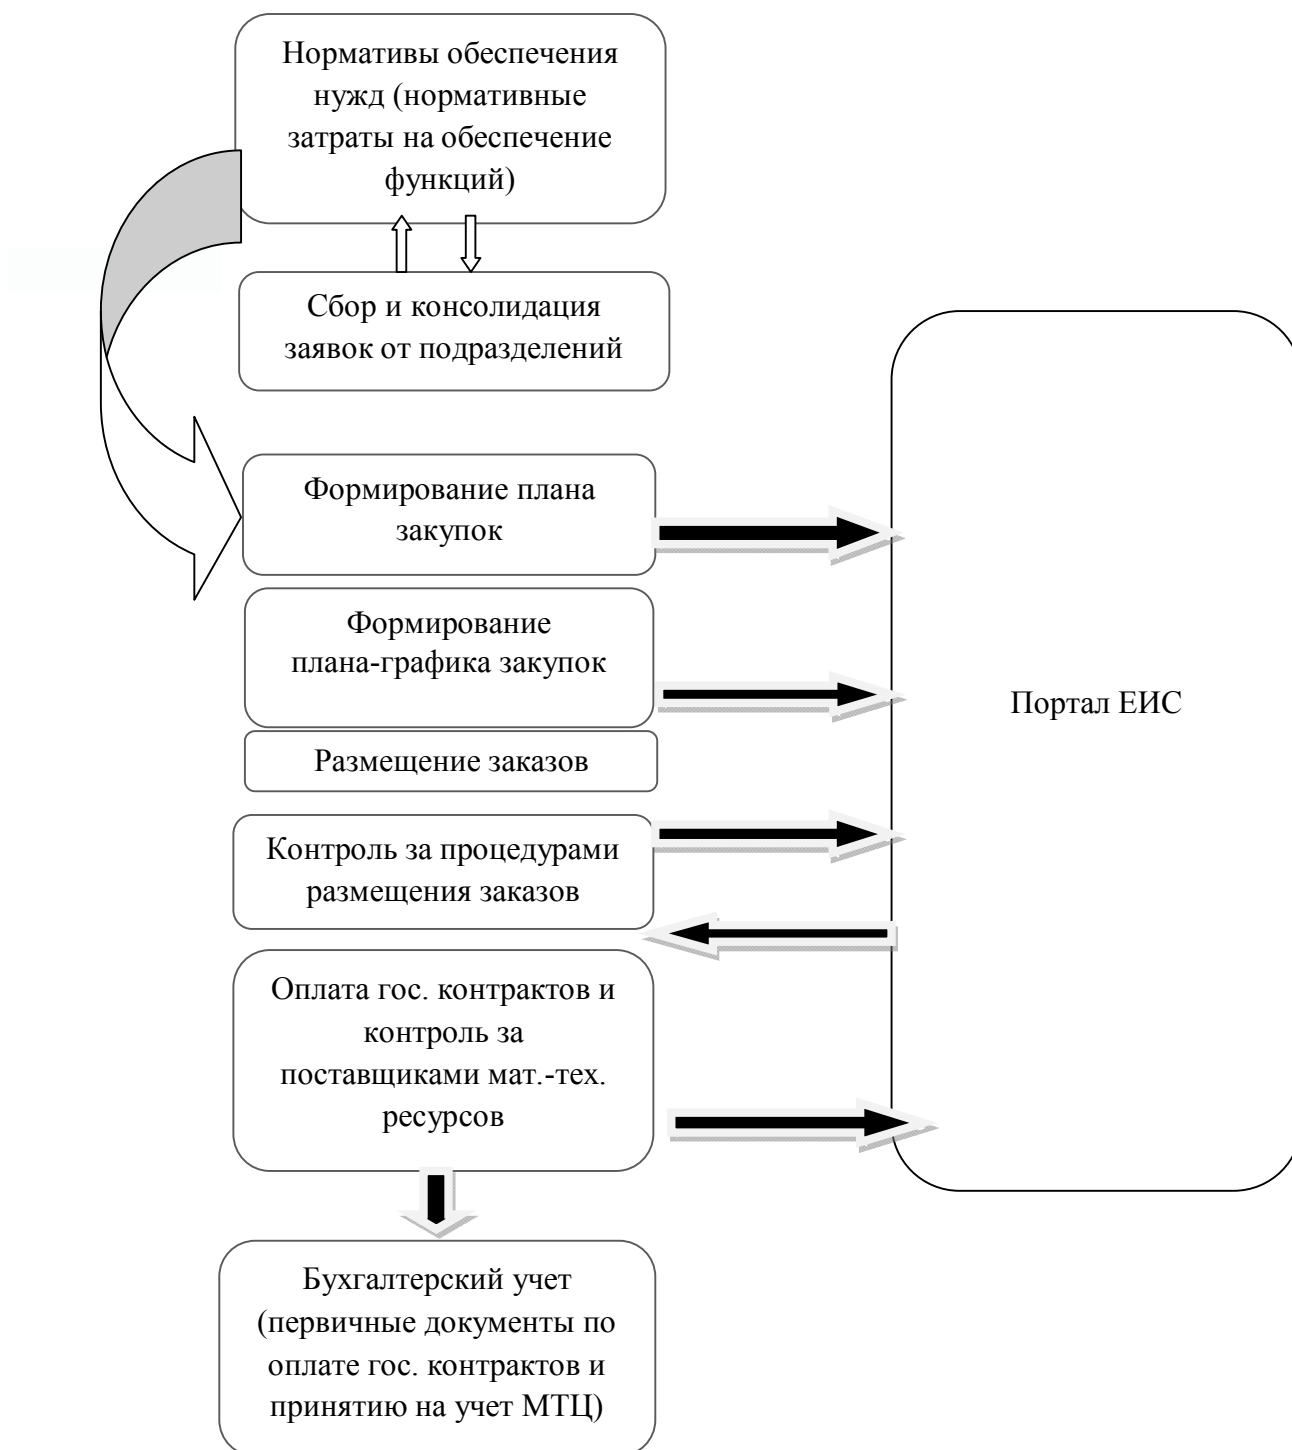 Нормативы обеспечения
нужд (нормативные
затраты на обеспечение
функций)
Сбор и консолидация
заявок от подразделений
Формирование плана
закупок
Формирование
плана-графика закупок
Портал ЕИС
Размещение заказов
Контроль за процедурами
размещения заказов
Оплата гос. контрактов и
контроль за
поставщиками мат.-тех.
ресурсов
Бухгалтерский учет
(первичные документы по
оплате гос. контрактов и
принятию на учет МТЦ)